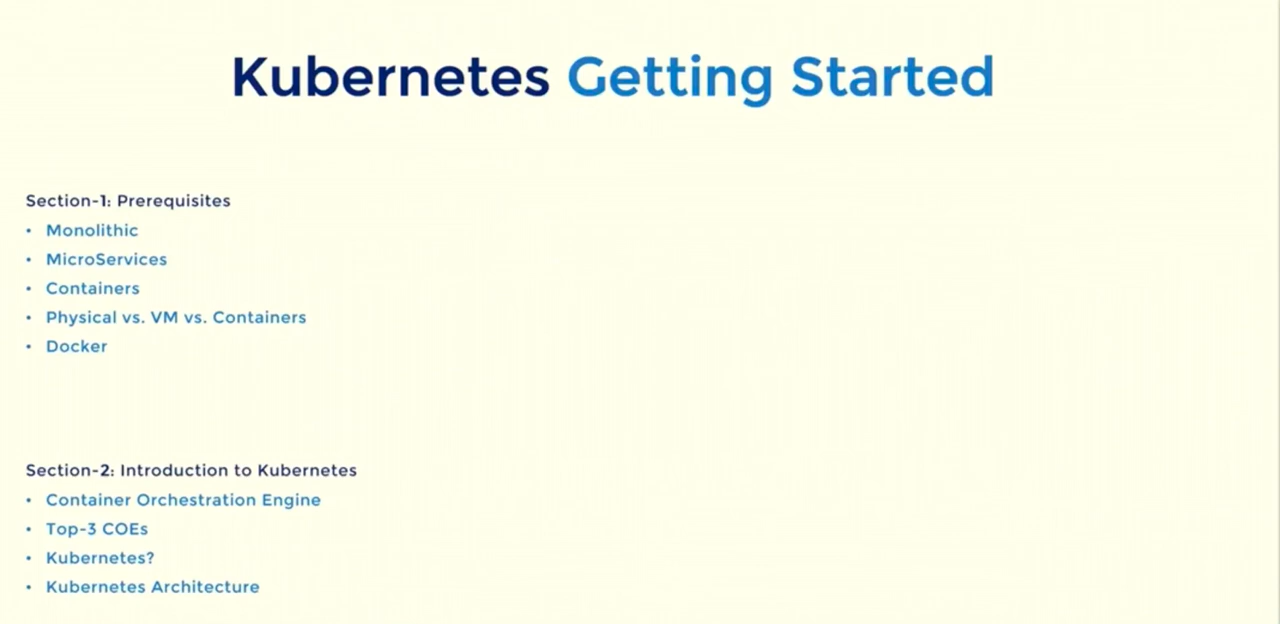 Kubernetes Getting Started
Section-1: Prerequisites
• Monolithic
• MicroServices
• Containers
• Physical vs. VM vs. Containers
• Docker
Section-2: Introduction to Kubernetes
• Container Orchestration Engine
• Top-3 COEs
• Kubernetes?
• Kubernetes Architecture